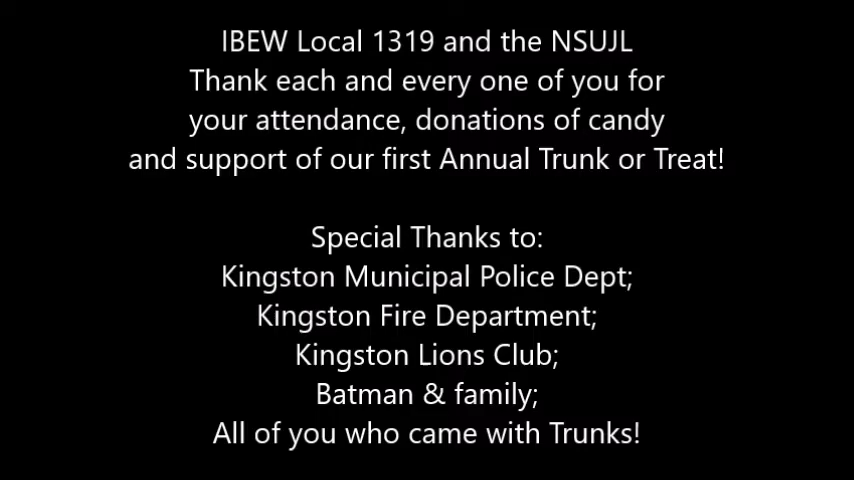 IBEW Local 1319 and the NSUJL
Thank each and every one of you for
your attendance, donations of candy
and support of our first Annual Trunk or Treat!
Special Thanks to:
Kingston Municipal Police Dept;
Kingston Fire Department;
Kingston Lions Club;
Batman & family;
All of you who came with Trunks!